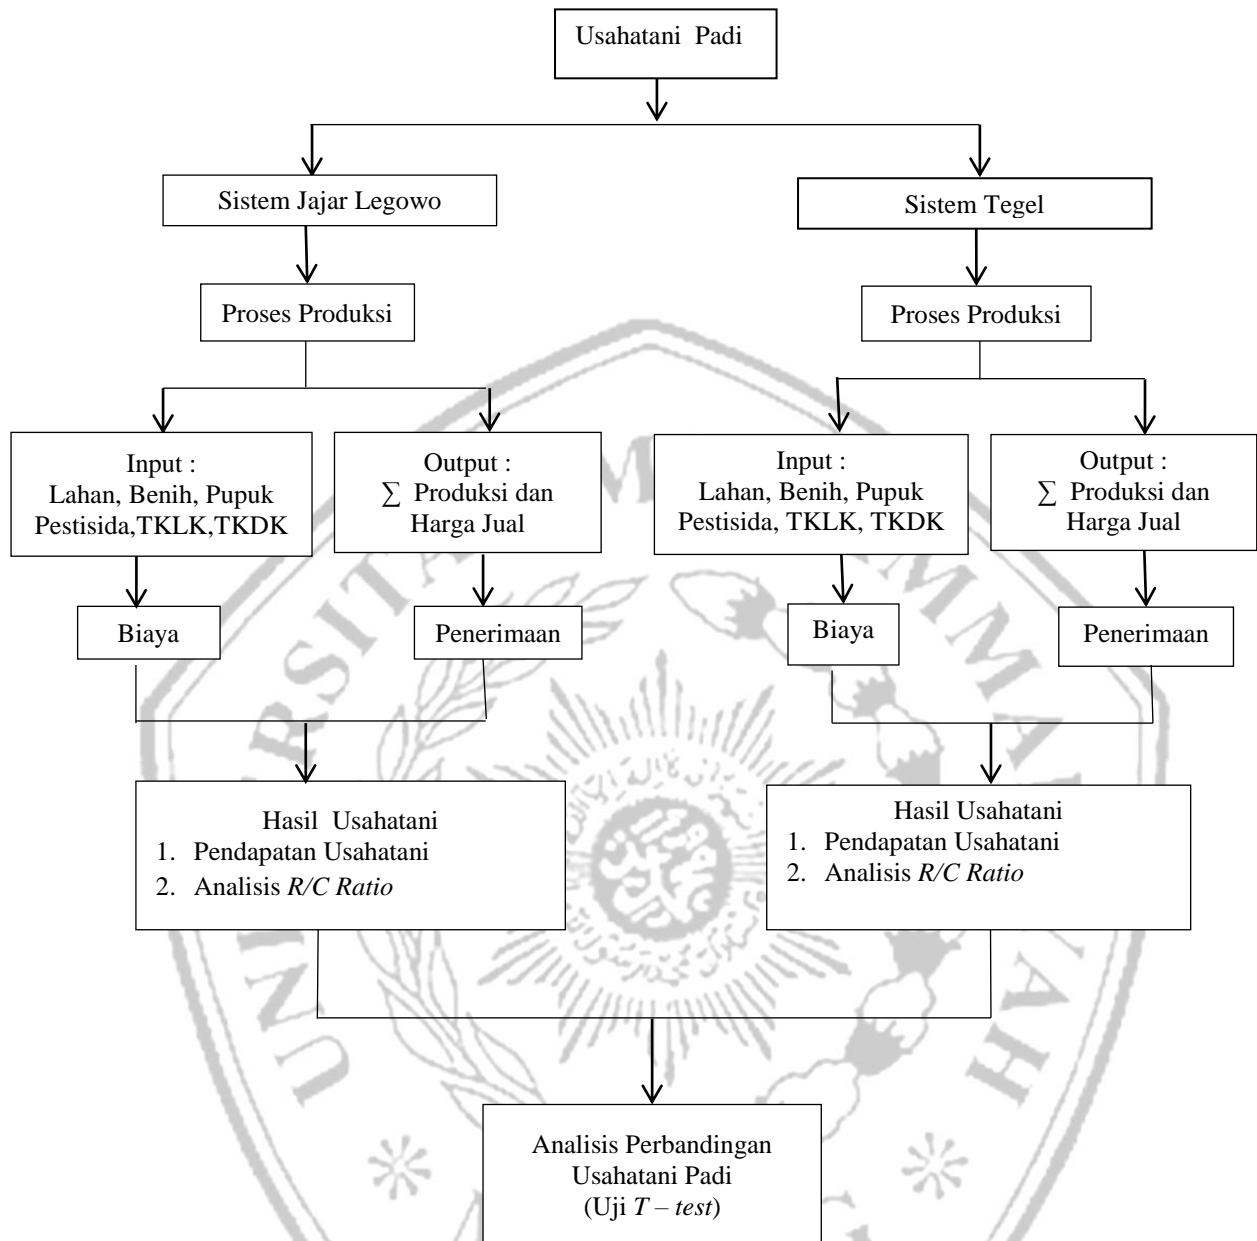 Usahatani Padi
Sistem Jajar Legowo
Sistem Tegel
Proses Produksi
Proses Produksi
Input :
Lahan, Benih, Pupuk
Pestisida,TKLK,TKDK
Output :
∑ Produksi dan
Harga Jual
Input :
Lahan, Benih, Pupuk
Pestisida, TKLK, TKDK
Output :
∑ Produksi dan
Harga Jual
Biaya
Penerimaan
Biaya
Penerimaan
Hasil Usahatani
1. Pendapatan Usahatani
2. Analisis R/C Ratio
Hasil Usahatani
1. Pendapatan Usahatani
2. Analisis R/C Ratio
Analisis Perbandingan
Usahatani Padi
(Uji T – test)